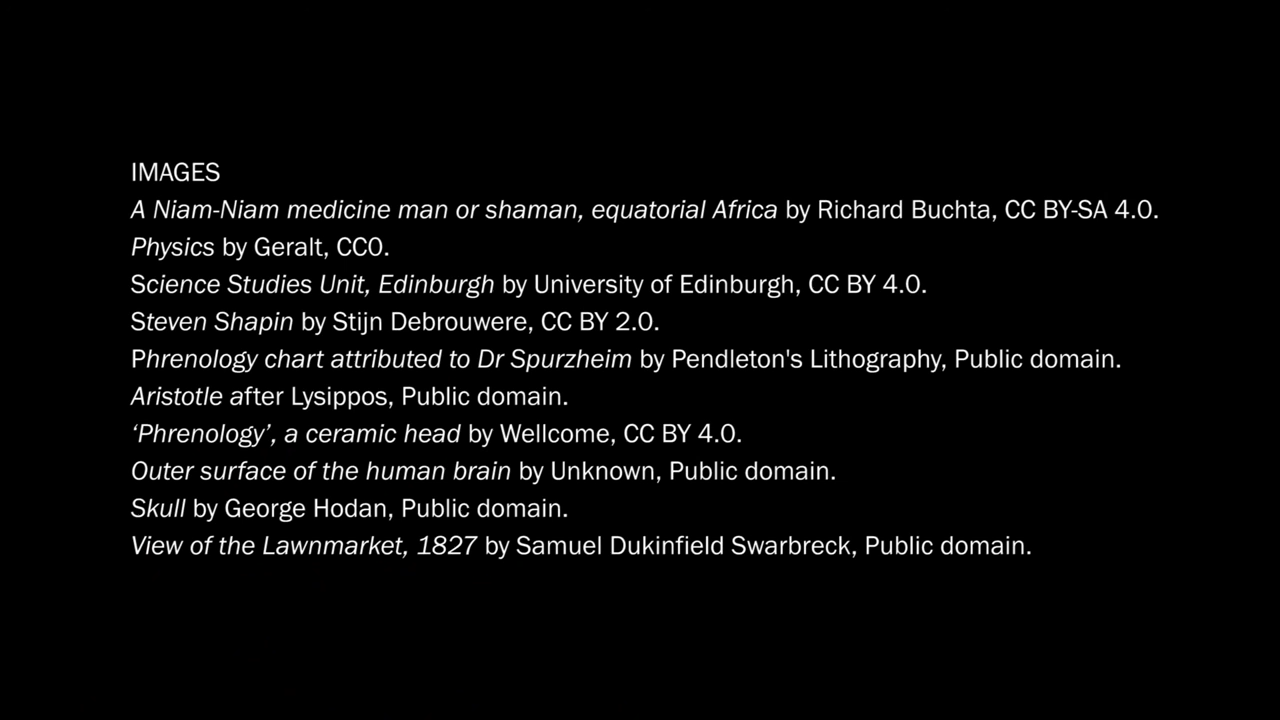 IMAGES
A Niam-Niam medicine man or shaman, equatorial Africa by Richard Buchta, CC BY-SA 4.0.
Physics by Geralt, CC0.
Science Studies Unit, Edinburgh by University of Edinburgh, CC BY 4.0.
Steven Shapin by Stijn Debrouwere, CC BY 2.0.
Phrenology chart attributed to Dr Spurzheim by Pendleton's Lithography, Public domain.
Aristotle after Lysippos, Public domain.
‘Phrenology’, a ceramic head by Wellcome, CC BY 4.0.
Outer surface of the human brain by Unknown, Public domain.
Skull by George Hodan, Public domain.
View of the Lawnmarket, 1827 by Samuel Dukinfield Swarbreck, Public domain.